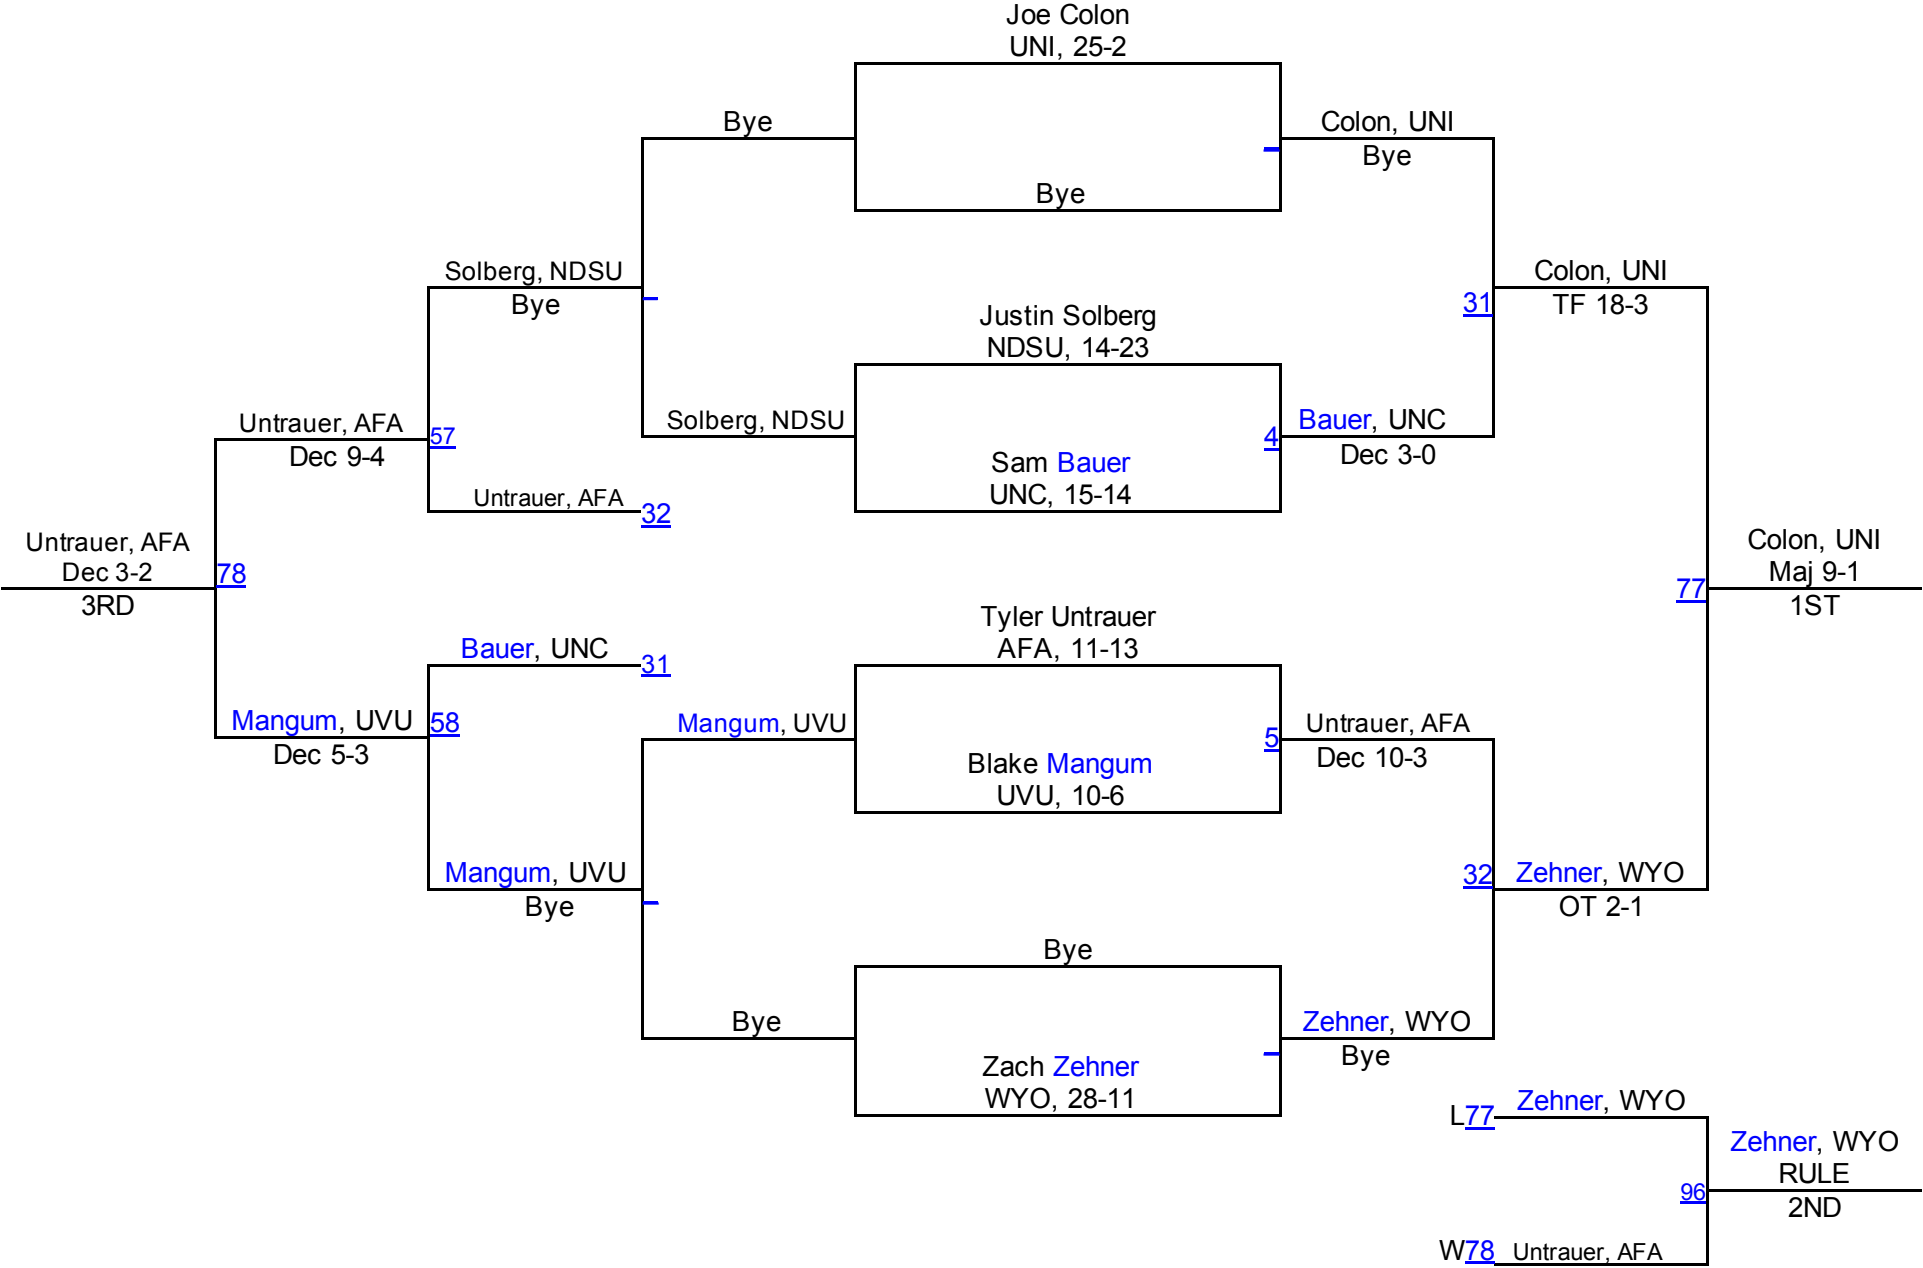 Joe Colon
UNI, 25-2
Bye
Colon, UNI
Bye
Bye
Solberg, NDSU
Bye
Colon, UNI
31
TF 18-3
Justin Solberg
NDSU, 14-23
Untrauer, AFA
57
Dec 9-4
Solberg, NDSU
4
Bauer, UNC
Dec 3-0
Sam Bauer
UNC, 15-14
Untrauer, AFA
32
Untrauer, AFA
Dec 3-2
78
3RD
Colon, UNI
Maj 9-1
77
1ST
Tyler Untrauer
AFA, 11-13
Bauer, UNC
31
Mangum, UVU
58
Dec 5-3
Mangum, UVU
5
Untrauer, AFA
Dec 10-3
Blake Mangum
UVU, 10-6
Mangum, UVU
Bye
32
Zehner, WYO
OT 2-1
Bye
Bye
Zehner, WYO
Bye
Zach Zehner
WYO, 28-11
L77
Zehner, WYO
Zehner, WYO
RULE
96
2ND
W78
Untrauer, AFA